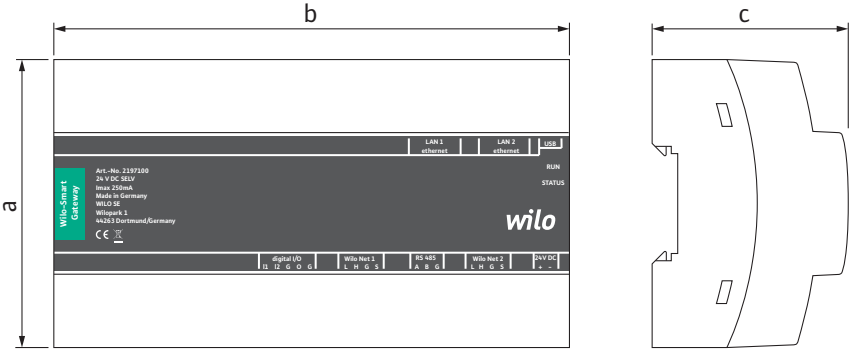 b
c
a
LAN 1
ethernet
LAN 2
ethernet
USB
RUN
STATUS
Wilo-Smart
Gateway
Art.-No. 2197100
24 V DC SELV
Imax 250mA
Made in Germany
WILO SE
Wilopark 1
44263 Dortmund/Germany
CE
wilo
digital I/O
I1 I2 G O G
Wilo Net 1
L H G S
RS 485
A B G
Wilo Net 2
L H G S
24V DC
+ -